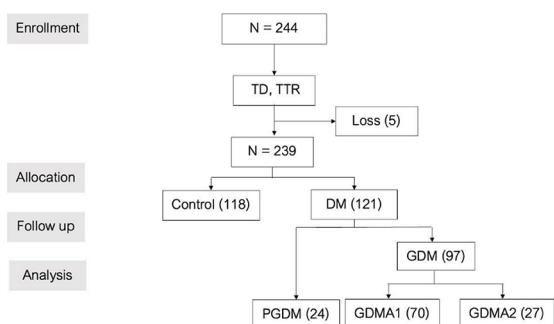 Enrollment
N = 244
TD, TTR
Loss (5)
N = 239
Allocation
Control (118)
DM (121)
Follow up
GDM (97)
Analysis
PGDM (24)
GDMA1 (70)
GDMA2 (27)